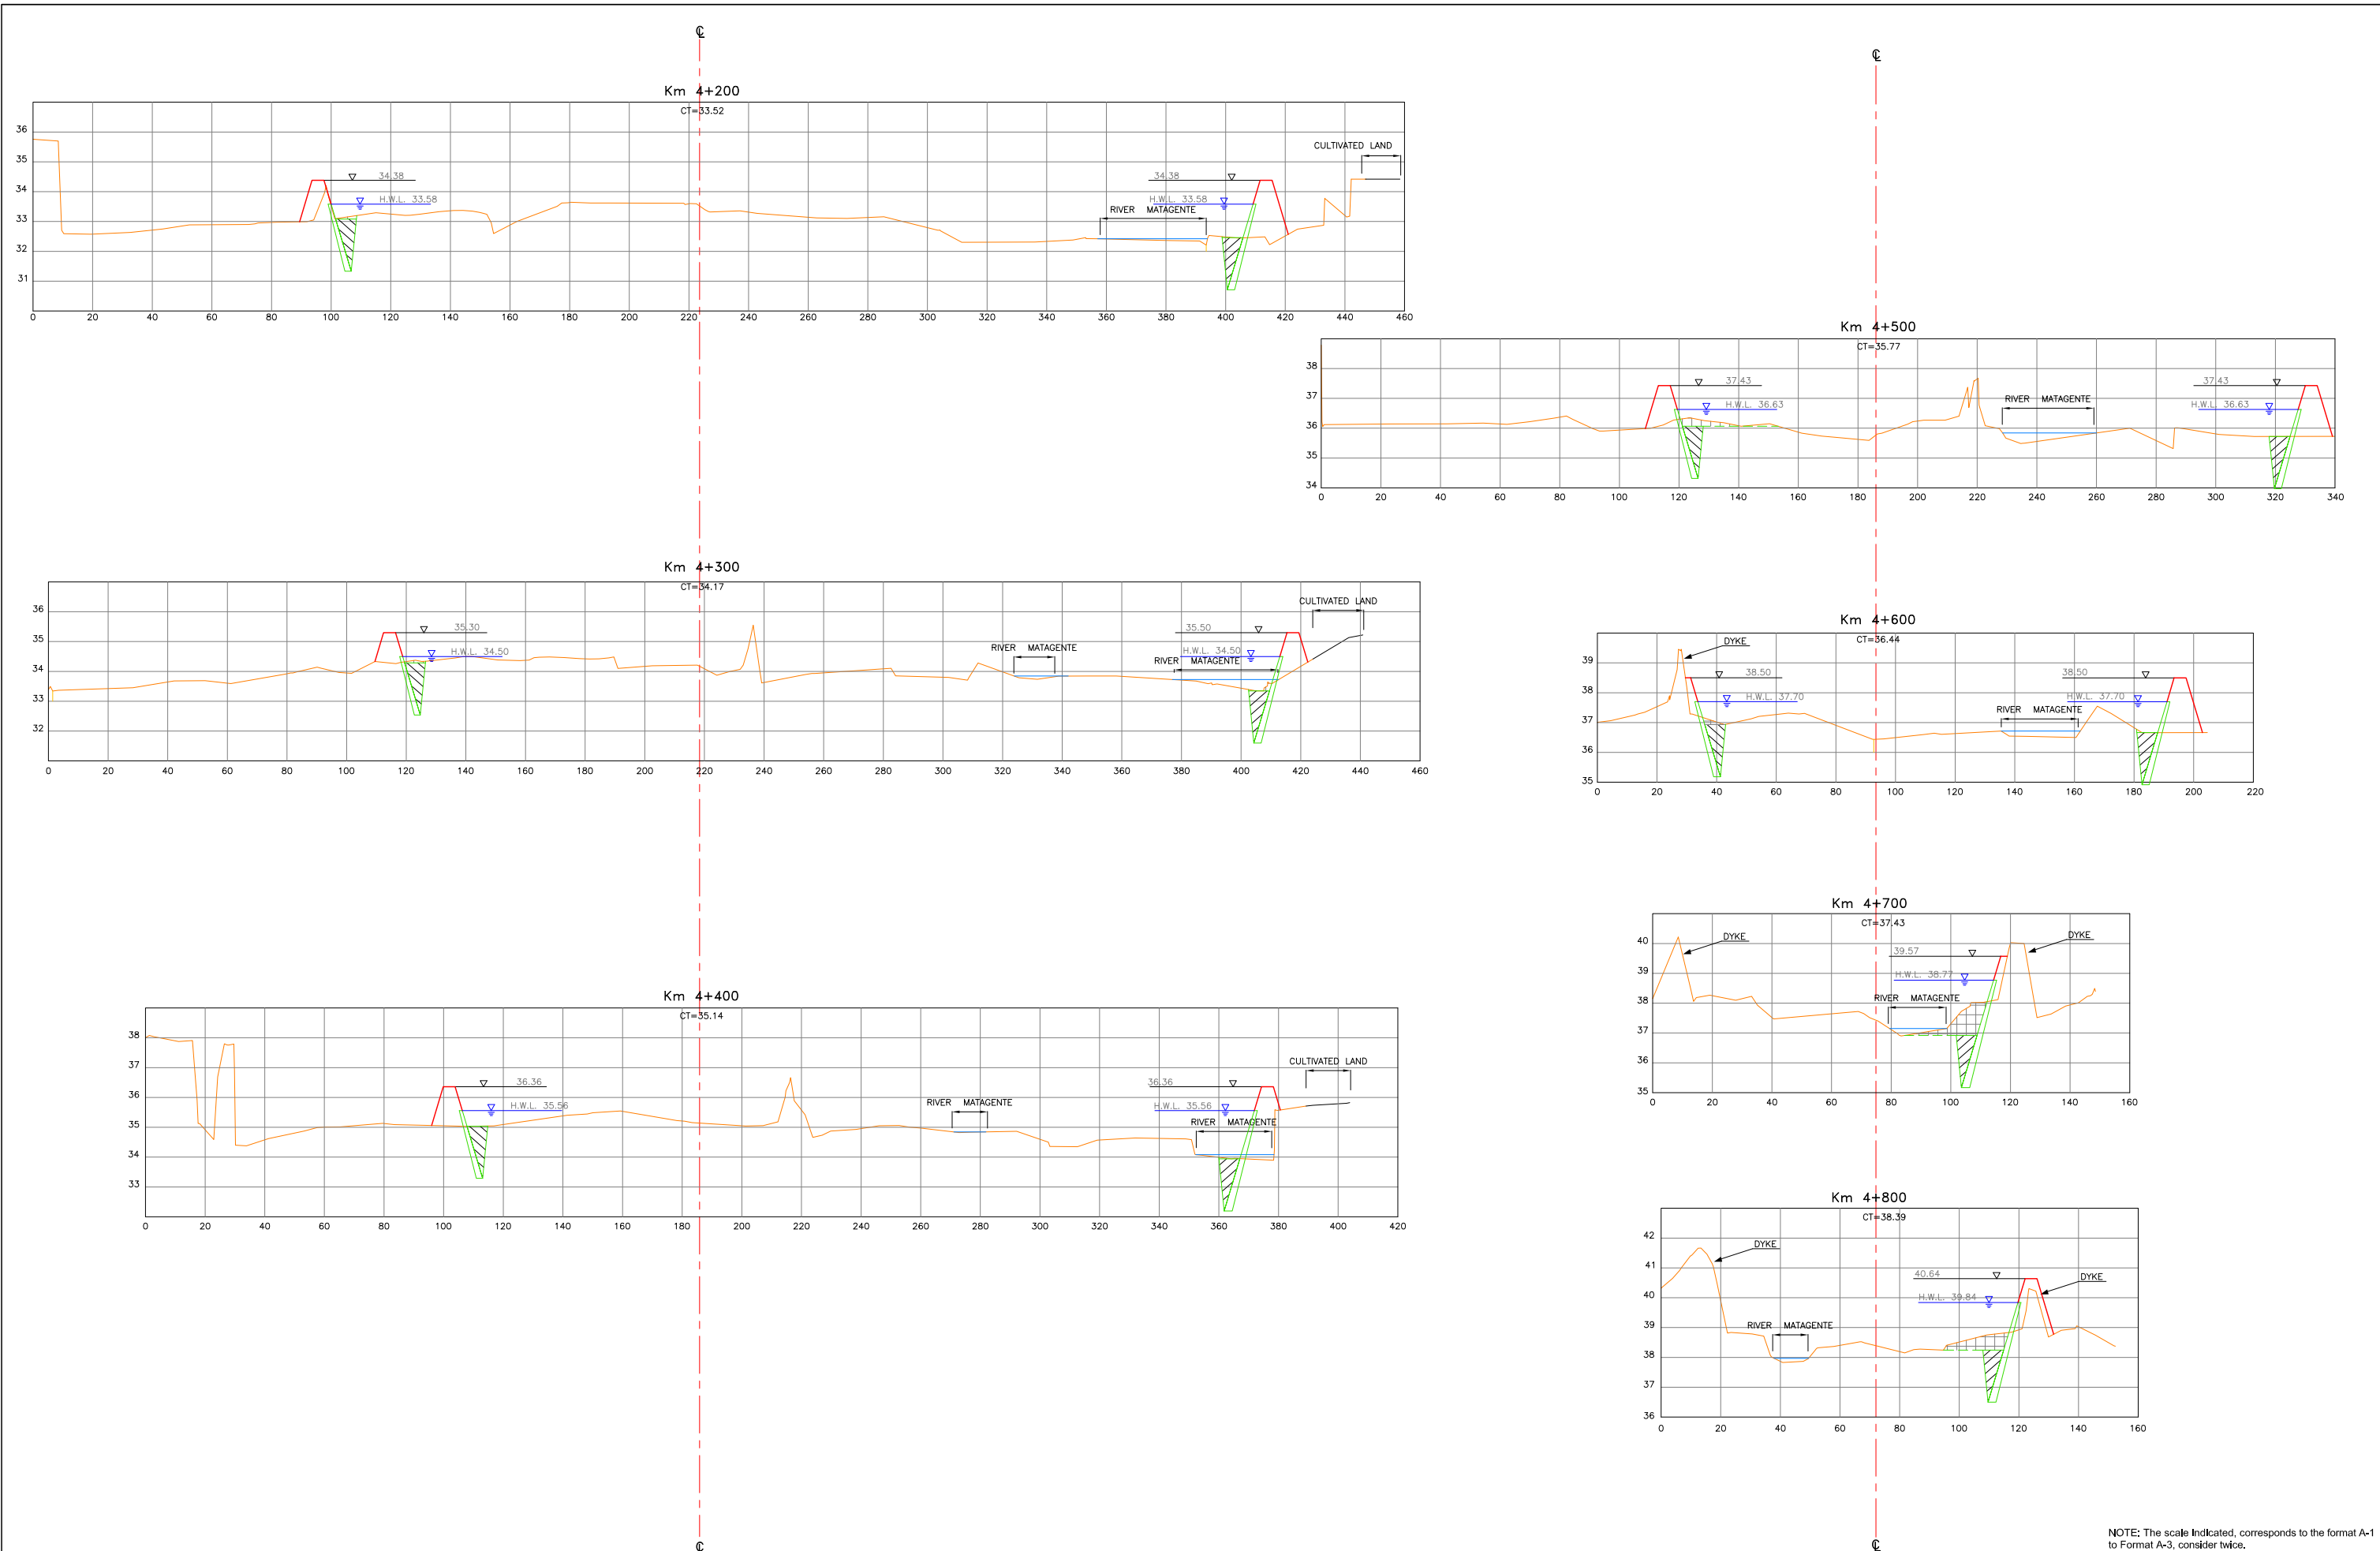 ℄
Km 4+200
CT=33.52
36
35
34
33
32
31
34.38
H.W.L. 33.58
34.38
H.W.L. 33.58
RIVER MATAGENTE
CULTIVATED LAND
0 20 40 60 80 100 120 140 160 180 200 220 240 260 280 300 320 340 360 380 400 420 440 460
Km 4+300
CT=34.17
36
35
34
33
32
35.30
H.W.L. 34.50
RIVER MATAGENTE
35.50
H.W.L. 34.50
RIVER MATAGENTE
CULTIVATED LAND
0 20 40 60 80 100 120 140 160 180 200 220 240 260 280 300 320 340 360 380 400 420 440 460
Km 4+400
CT=35.14
38
37
36
35
34
33
36.36
H.W.L. 35.56
RIVER MATAGENTE
36.36
H.W.L. 35.56
RIVER MATAGENTE
CULTIVATED LAND
0 20 40 60 80 100 120 140 160 180 200 220 240 260 280 300 320 340 360 380 400 420
℄
℄
Km 4+500
CT=35.77
38
37
36
35
34
37.43
H.W.L. 36.63
RIVER MATAGENTE
37.43
H.W.L. 36.63
0 20 40 60 80 100 120 140 160 180 200 220 240 260 280 300 320 340
Km 4+600
CT=36.44
39
38
37
36
35
DYKE
38.50
H.W.L. 37.70
RIVER MATAGENTE
38.50
H.W.L. 37.70
0 20 40 60 80 100 120 140 160 180 200 220
Km 4+700
CT=37.43
40
39
38
37
36
35
DYKE
39.57
H.W.L. 38.77
RIVER MATAGENTE
DYKE
0 20 40 60 80 100 120 140 160
Km 4+800
CT=38.39
42
41
40
39
38
37
36
DYKE
RIVER MATAGENTE
40.64
H.W.L. 39.84
DYKE
0 20 40 60 80 100 120 140 160
℄
NOTE: The scale Indicated, corresponds to the format A-1
to Format A-3, consider twice.